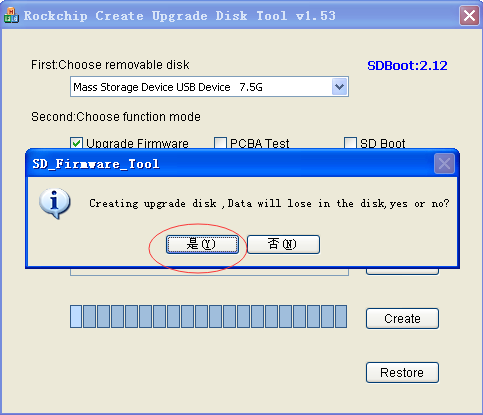 Rockchip Create Upgrade Disk Tool v1.53
First:Choose removable disk
SDBoot:2.12
Mass Storage Device USB Device 7.5G
Second:Choose function mode
Upgrade Firmware PCBA Test SD Boot
SD_Firmware_Tool
Creating upgrade disk ,Data will lose in the disk,yes or no?
是(Y) 否(N)
Create
Restore